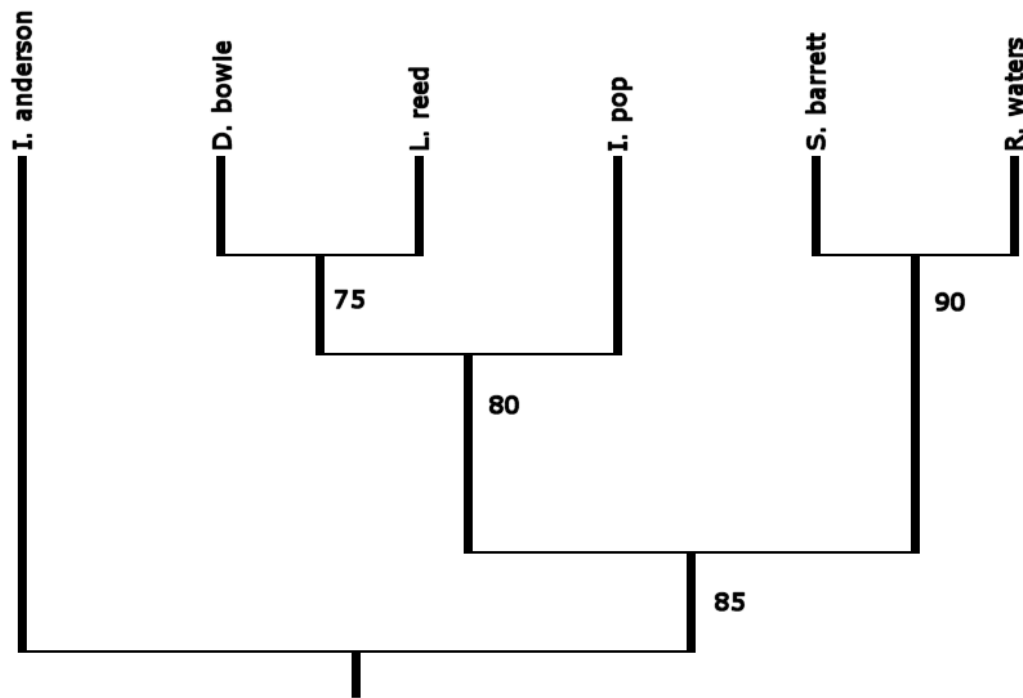 I. anderson
D. bowie
L. reed
I. pop
S. barrett
R. waters
75
90
80
85